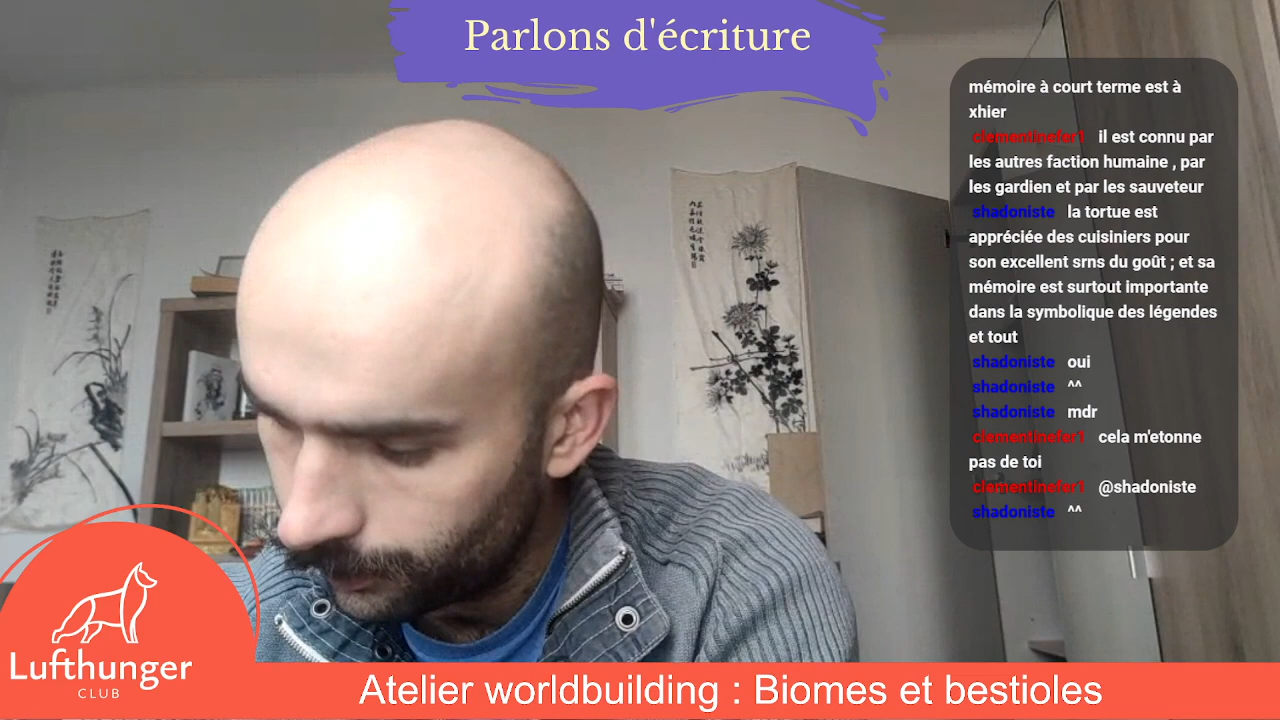 Parlons d'écriture
mémoire à court terme est à
xhier
clementinefer1 il est connu par
les autres faction humaine , par
les gardien et par les sauveteur
shadoniste la tortue est
appréciée des cuisiniers pour
son excellent srns du goût ; et sa
mémoire est surtout importante
dans la symbolique des légendes
et tout
shadoniste oui
shadoniste ^^
shadoniste mdr
clementinefer1 cela m'etonne
pas de toi
clementinefer1 @shadoniste
shadoniste ^^
Lufthunger
CLUB
Atelier worldbuilding : Biomes et bestioles